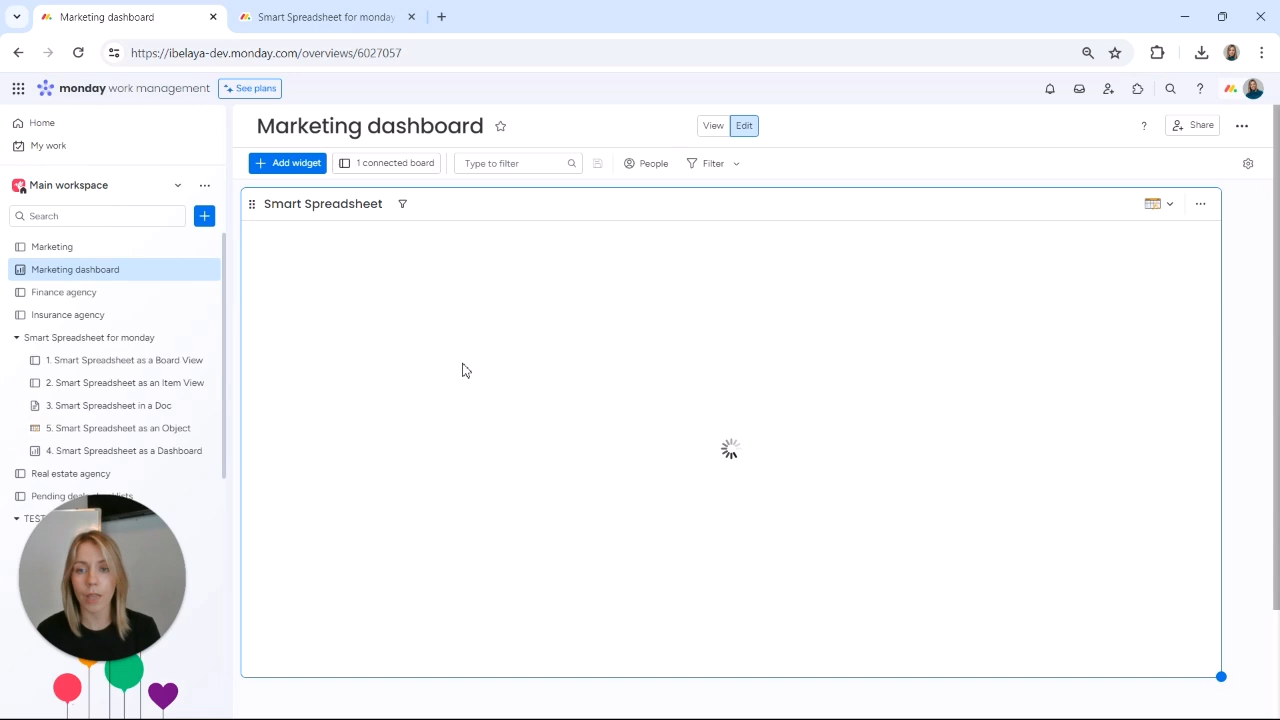 Marketing dashboard
Smart Spreadsheet for monday
https://ibelaya-dev.monday.com/overviews/6027057
monday work management
See plans
Home
My work
Main workspace
Search
Marketing
Marketing dashboard
Finance agency
Insurance agency
Smart Spreadsheet for monday
1. Smart Spreadsheet as a Board View
2. Smart Spreadsheet as an Item View
3. Smart Spreadsheet in a Doc
5. Smart Spreadsheet as an Object
4. Smart Spreadsheet as a Dashboard
Real estate agency
Pending
TEST
Marketing dashboard
View
Edit
?
Share
Add widget
1 connected board
Type to filter
People
Filter
Smart Spreadsheet